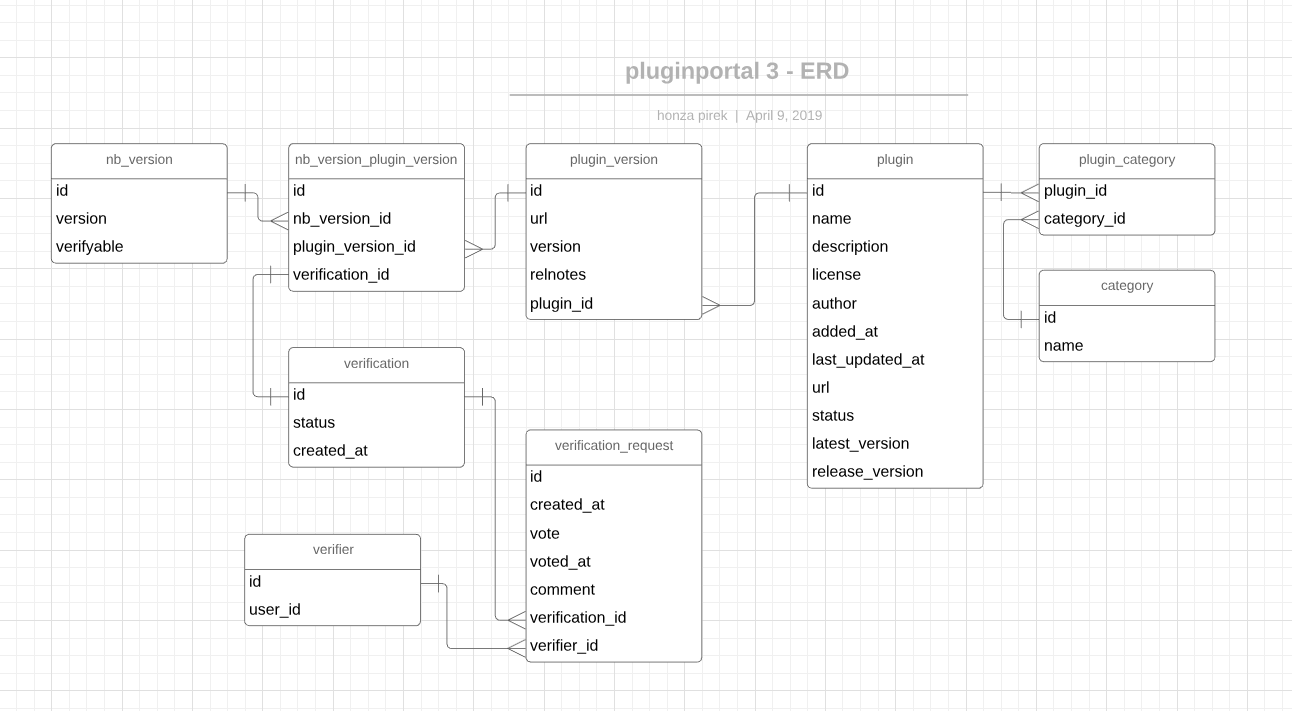 pluginportal 3 - ERD
honza pirek | April 9, 2019
nb_version
id
version
verifyable
nb_version_plugin_version
id
nb_version_id
plugin_version_id
verification_id
plugin_version
id
url
version
relnotes
plugin_id
plugin
id
name
description
license
author
added_at
last_updated_at
url
status
latest_version
release_version
plugin_category
plugin_id
category_id
category
id
name
verification
id
status
created_at
verification_request
id
created_at
vote
voted_at
comment
verification_id
verifier_id
verifier
id
user_id